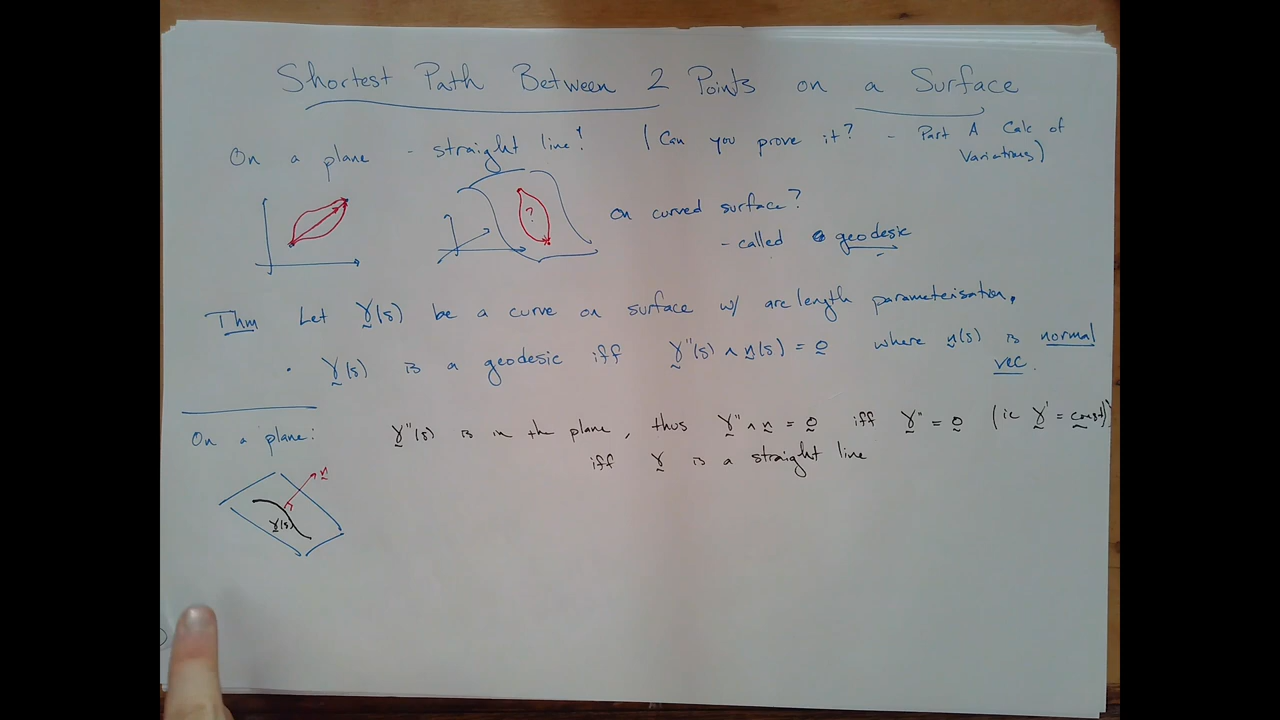 Shortest Path Between 2 Points on a Surface
On a plane - straight line! (Can you prove it? - Part A Calc of Variations)
?
On curved surface?
- called geodesic
Thm Let γ(s) be a curve on surface w/ arclength parameterisation.
· γ(s) is a geodesic iff γ''(s) ∧ n(s) = 0 where n(s) is normal vec.
On a plane: γ''(s) is in the plane, thus γ'' ∧ n = 0 iff γ'' = 0 (ie γ' = const)
iff γ is a straight line
n
γ(s)